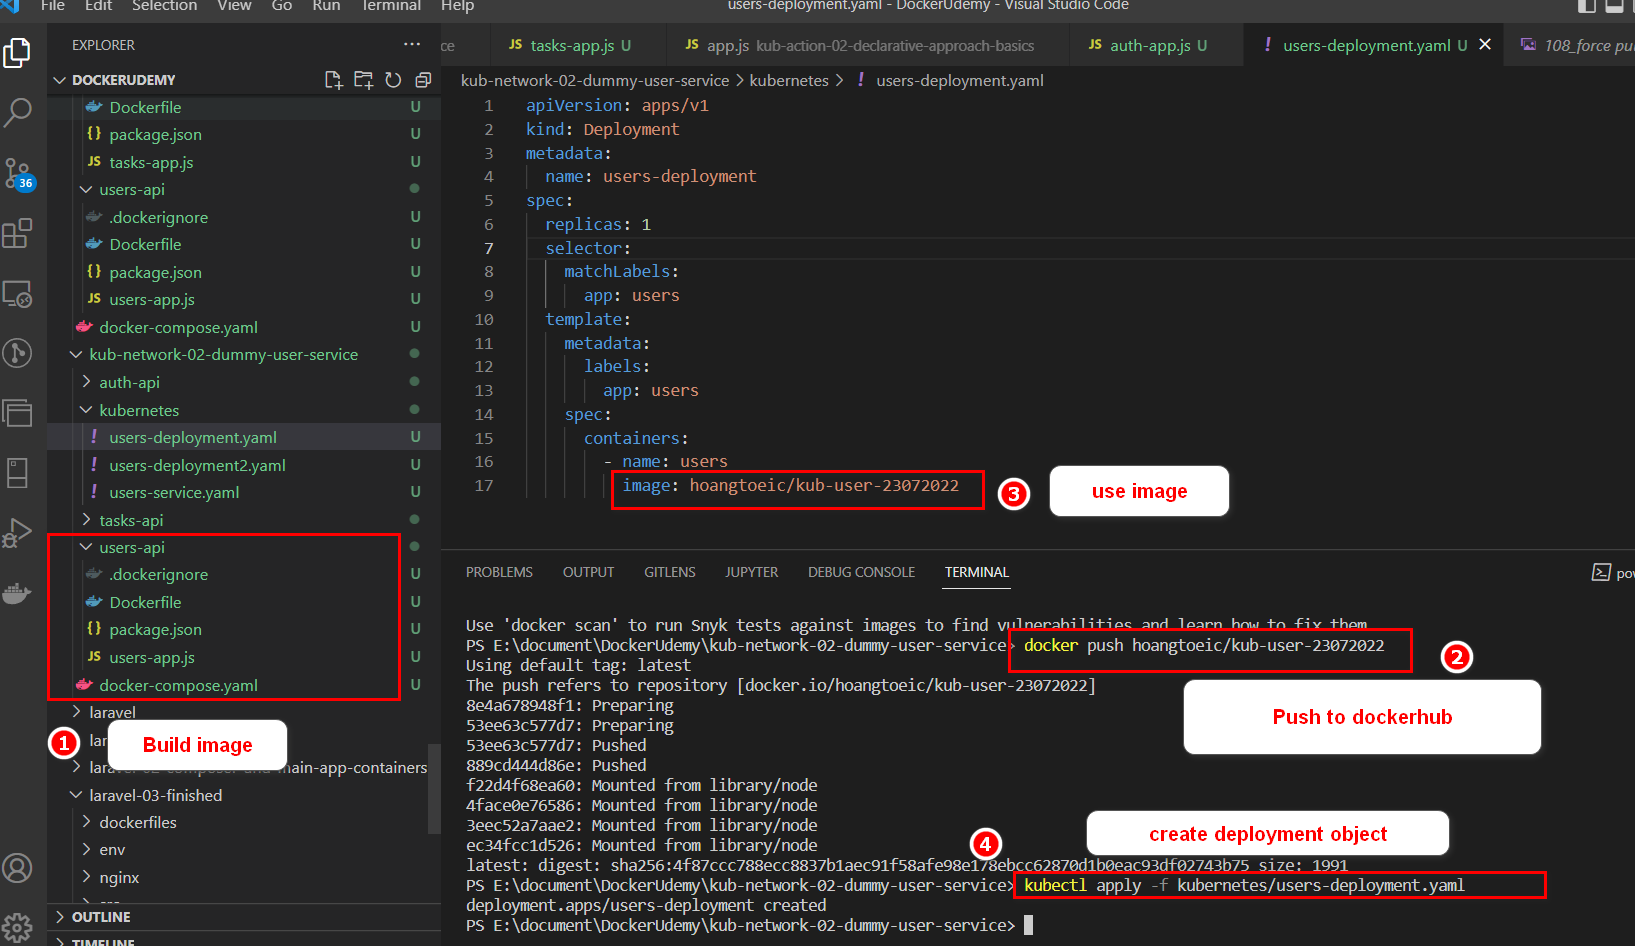 File Edit Selection View Go Run Terminal Help
users-deployment.yaml - DockerUdemy - Visual Studio Code
EXPLORER
DOCKERUDEMY
Dockerfile U
package.json U
tasks-app.js U
users-api
.dockerignore U
Dockerfile U
package.json U
users-app.js U
docker-compose.yaml U
kub-network-02-dummy-user-service
auth-api
kubernetes
users-deployment.yaml U
users-deployment2.yaml U
users-service.yaml U
tasks-api
users-api
.dockerignore U
Dockerfile U
package.json U
users-app.js U
docker-compose.yaml U
laravel
1 Build image
main-app-containers
laravel-03-finished
dockerfiles
env
nginx
OUTLINE
TIMELINE
36
JS tasks-app.js U
JS app.js kub-action-02-declarative-approach-basics
JS auth-app.js U
! users-deployment.yaml U
kub-network-02-dummy-user-service > kubernetes > ! users-deployment.yaml
1 apiVersion: apps/v1
2 kind: Deployment
3 metadata:
4 name: users-deployment
5 spec:
6 replicas: 1
7 selector:
8 matchLabels:
9 app: users
10 template:
11 metadata:
12 labels:
13 app: users
14 spec:
15 containers:
16 - name: users
17 image: hoangtoeic/kub-user-23072022
3 use image
PROBLEMS OUTPUT GITLENS JUPYTER DEBUG CONSOLE TERMINAL
Use 'docker scan' to run Snyk tests against images to find vulnerabilities and learn how to fix them
PS E:\document\DockerUdemy\kub-network-02-dummy-user-service> docker push hoangtoeic/kub-user-23072022
2
Push to dockerhub
Using default tag: latest
The push refers to repository [docker.io/hoangtoeic/kub-user-23072022]
8e4a678948f1: Preparing
53ee63c577d7: Preparing
53ee63c577d7: Pushed
889cd444d86e: Pushed
f22d4f68ea60: Mounted from library/node
4face0e76586: Mounted from library/node
3eec52a7aae2: Mounted from library/node
ec34fcc1d526: Mounted from library/node
4 create deployment object
latest: digest: sha256:4f87ccc788ecc8837b1aec91f58afe98e178ebcc62870d1b0eac93df02743b75 size: 1991
PS E:\document\DockerUdemy\kub-network-02-dummy-user-service> kubectl apply -f kubernetes/users-deployment.yaml
deployment.apps/users-deployment created
PS E:\document\DockerUdemy\kub-network-02-dummy-user-service>